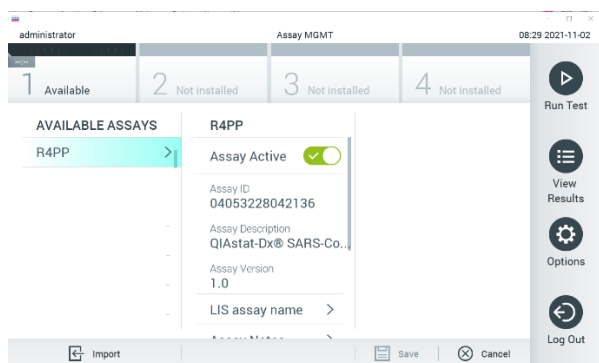 administrator
Assay MGMT
08:29 2021-11-02
1 Available
2 Not installed
3 Not installed
4 Not installed
Run Test
AVAILABLE ASSAYS
R4PP
R4PP
Assay Active
Assay ID
04053228042136
Assay Description
QIAstat-Dx® SARS-Co...
Assay Version
1.0
LIS assay name
View
Results
Options
Log Out
Import
Save
Cancel